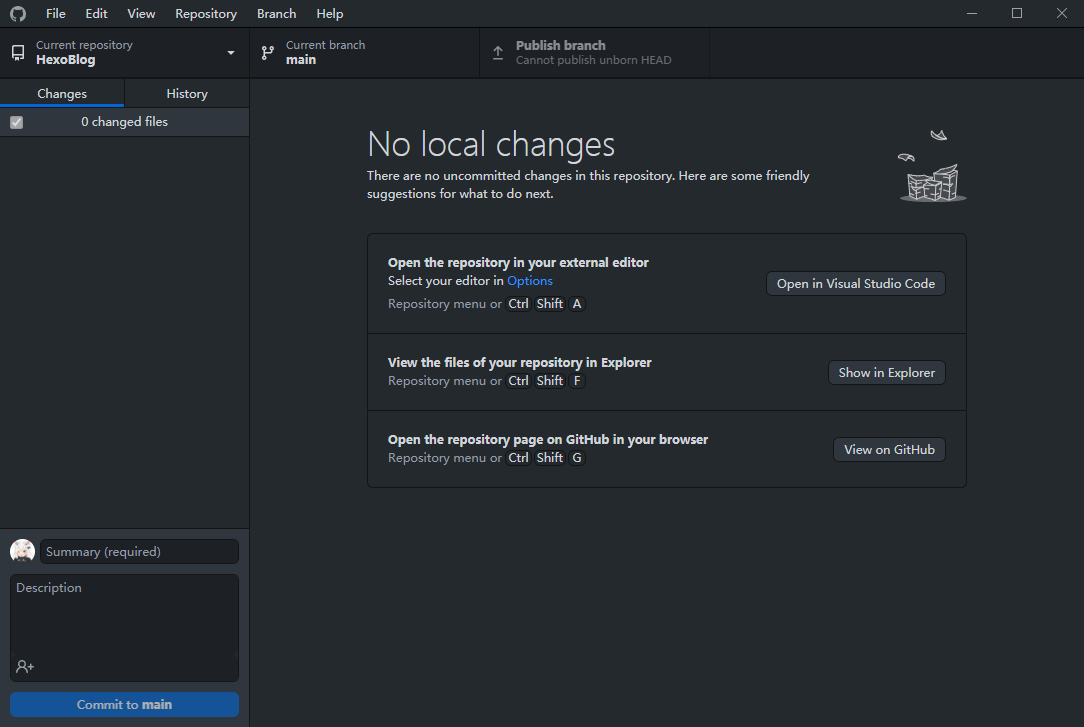 File Edit View Repository Branch Help
Current repository
HexoBlog
Current branch
main
Publish branch
Cannot publish unborn HEAD
Changes
History
0 changed files
No local changes
There are no uncommitted changes in this repository. Here are some friendly
suggestions for what to do next.
Open the repository in your external editor
Select your editor in Options
Repository menu or Ctrl Shift A
Open in Visual Studio Code
View the files of your repository in Explorer
Repository menu or Ctrl Shift F
Show in Explorer
Open the repository page on GitHub in your browser
Repository menu or Ctrl Shift G
View on GitHub
Summary (required)
Description
Commit to main